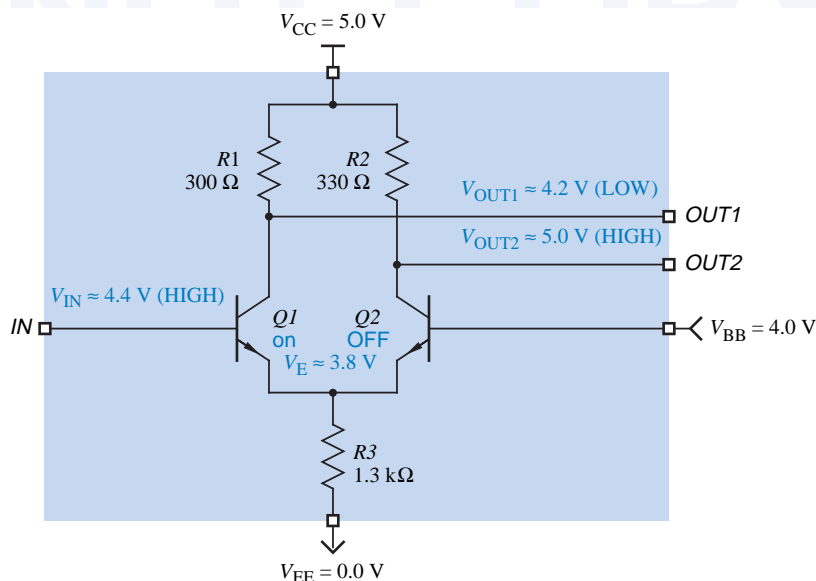 V_CC = 5.0 V
R1
300 Ω
R2
330 Ω
V_OUT1 ≈ 4.2 V (LOW)
OUT1
V_OUT2 ≈ 5.0 V (HIGH)
OUT2
V_IN ≈ 4.4 V (HIGH)
IN
Q1
on
Q2
OFF
V_BB = 4.0 V
V_E ≈ 3.8 V
R3
1.3 kΩ
V_EE = 0.0 V